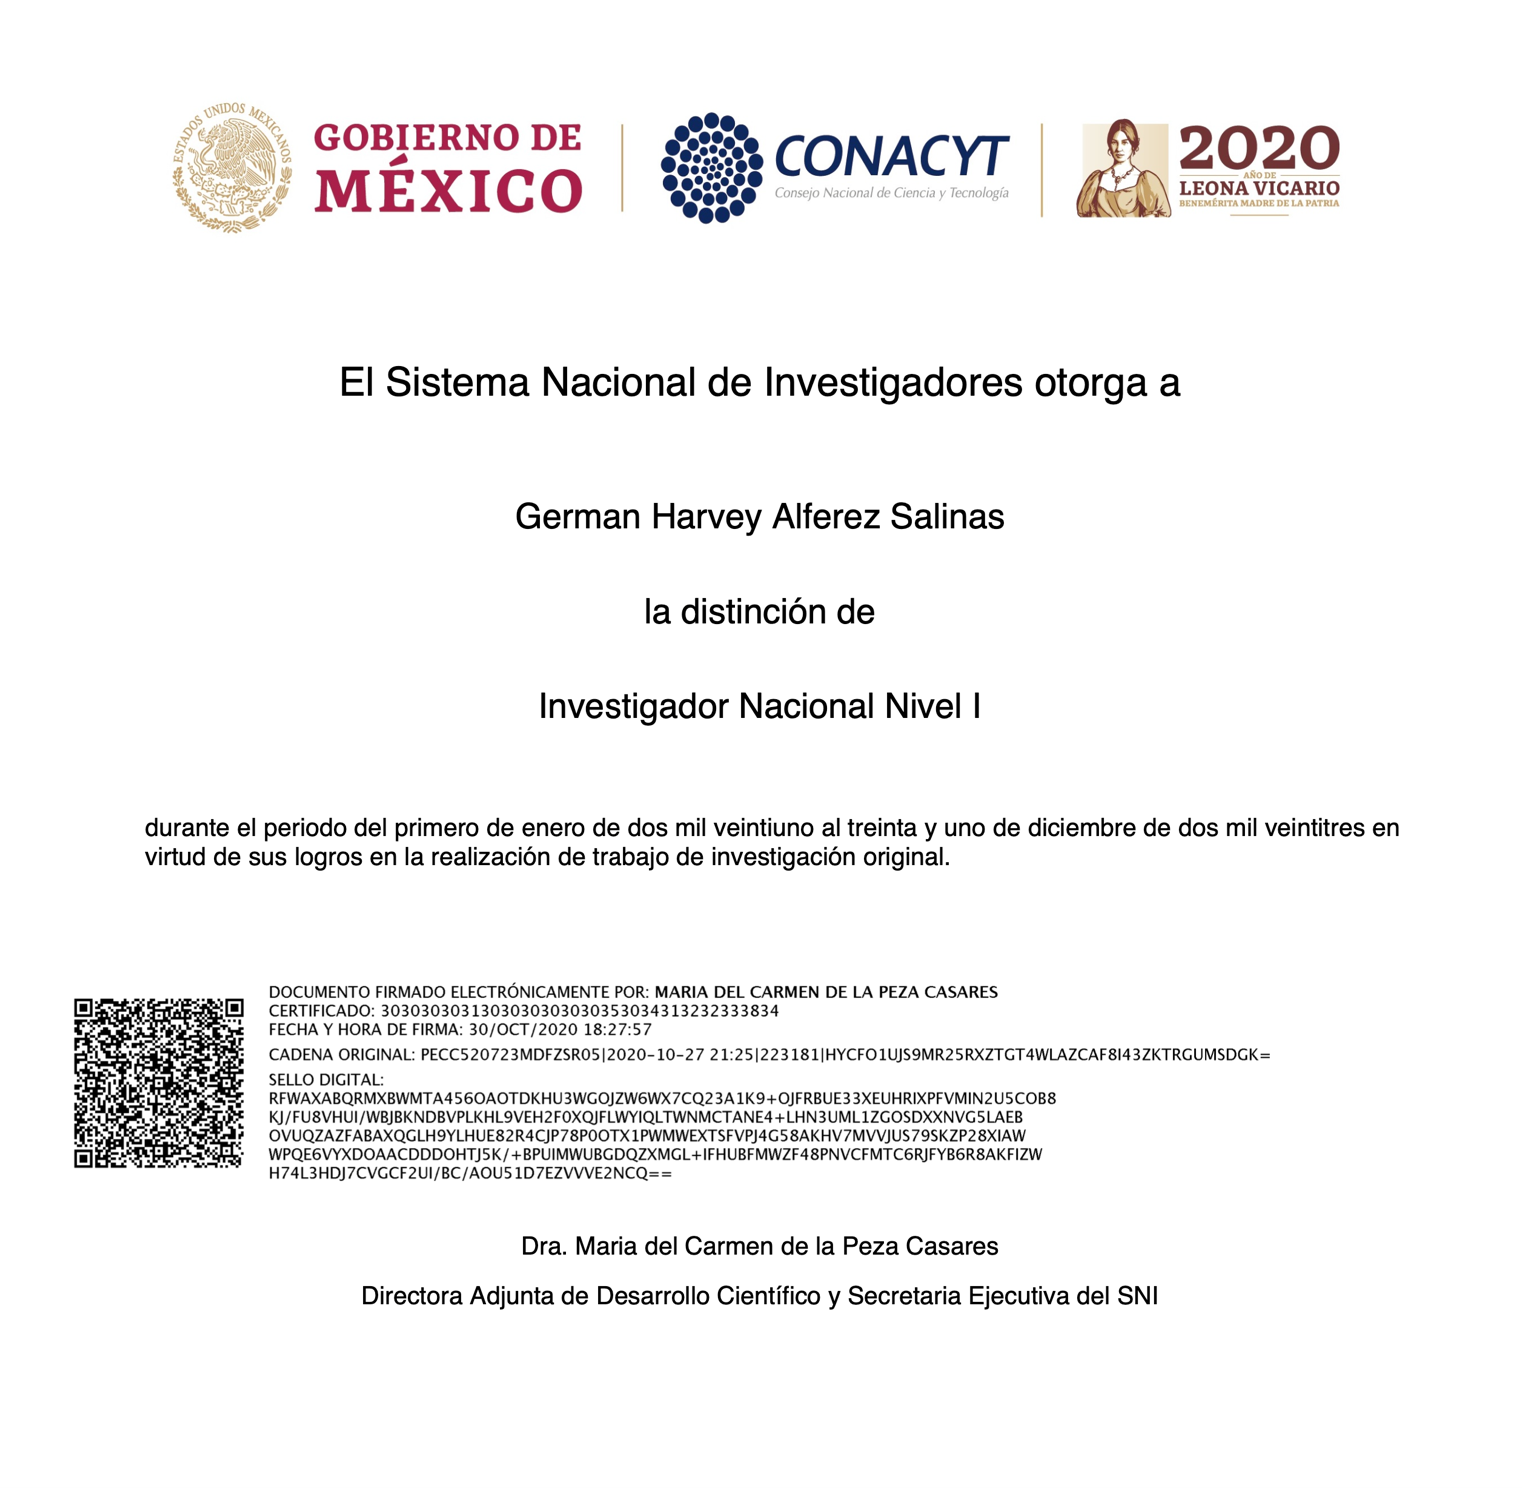 ESTADOS UNIDOS MEXICANOS
GOBIERNO DE
MÉXICO
CONACYT
Consejo Nacional de Ciencia y Tecnología
2020
AÑO DE
LEONA VICARIO
BENEMÉRITA MADRE DE LA PATRIA
El Sistema Nacional de Investigadores otorga a
German Harvey Alferez Salinas
la distinción de
Investigador Nacional Nivel I
durante el periodo del primero de enero de dos mil veintiuno al treinta y uno de diciembre de dos mil veintitres en
virtud de sus logros en la realización de trabajo de investigación original.
DOCUMENTO FIRMADO ELECTRÓNICAMENTE POR: MARIA DEL CARMEN DE LA PEZA CASARES
CERTIFICADO: 3030303031303030303030353034313232333834
FECHA Y HORA DE FIRMA: 30/OCT/2020 18:27:57
CADENA ORIGINAL: PECC520723MDFZSR05|2020-10-27 21:25|223181|HYCFO1UJS9MR25RXZTGT4WLAZCAF8I43ZKTRGUMSDGK=
SELLO DIGITAL:
RFWAXABQRMXBWMTA456OAOTDKHU3WGOJZW6WX7CQ23A1K9+OJFRBUE33XEUHRIXPFVMIN2U5COB8
KJ/FU8VHUI/WBJBKNDBVPLKHL9VEH2F0XQJFLWYIQLTWNMCTANE4+LHN3UML1ZGOSDXXNVG5LAEB
OVUQZAZFABAXQGLH9YLHUE82R4CJP78P0OTX1PWMWEXTSFVPJ4G58AKHV7MVVJUS79SKZP28XIAW
WPQE6VYXDOAACDDDOHTJ5K/+BPUIMWUBGDQZXMGL+IFHUBFMWZF48PNVCFMTC6RJFYB6R8AKFIZW
H74L3HDJ7CVGCF2UI/BC/AOU51D7EZVVVE2NCQ==
Dra. Maria del Carmen de la Peza Casares
Directora Adjunta de Desarrollo Científico y Secretaria Ejecutiva del SNI